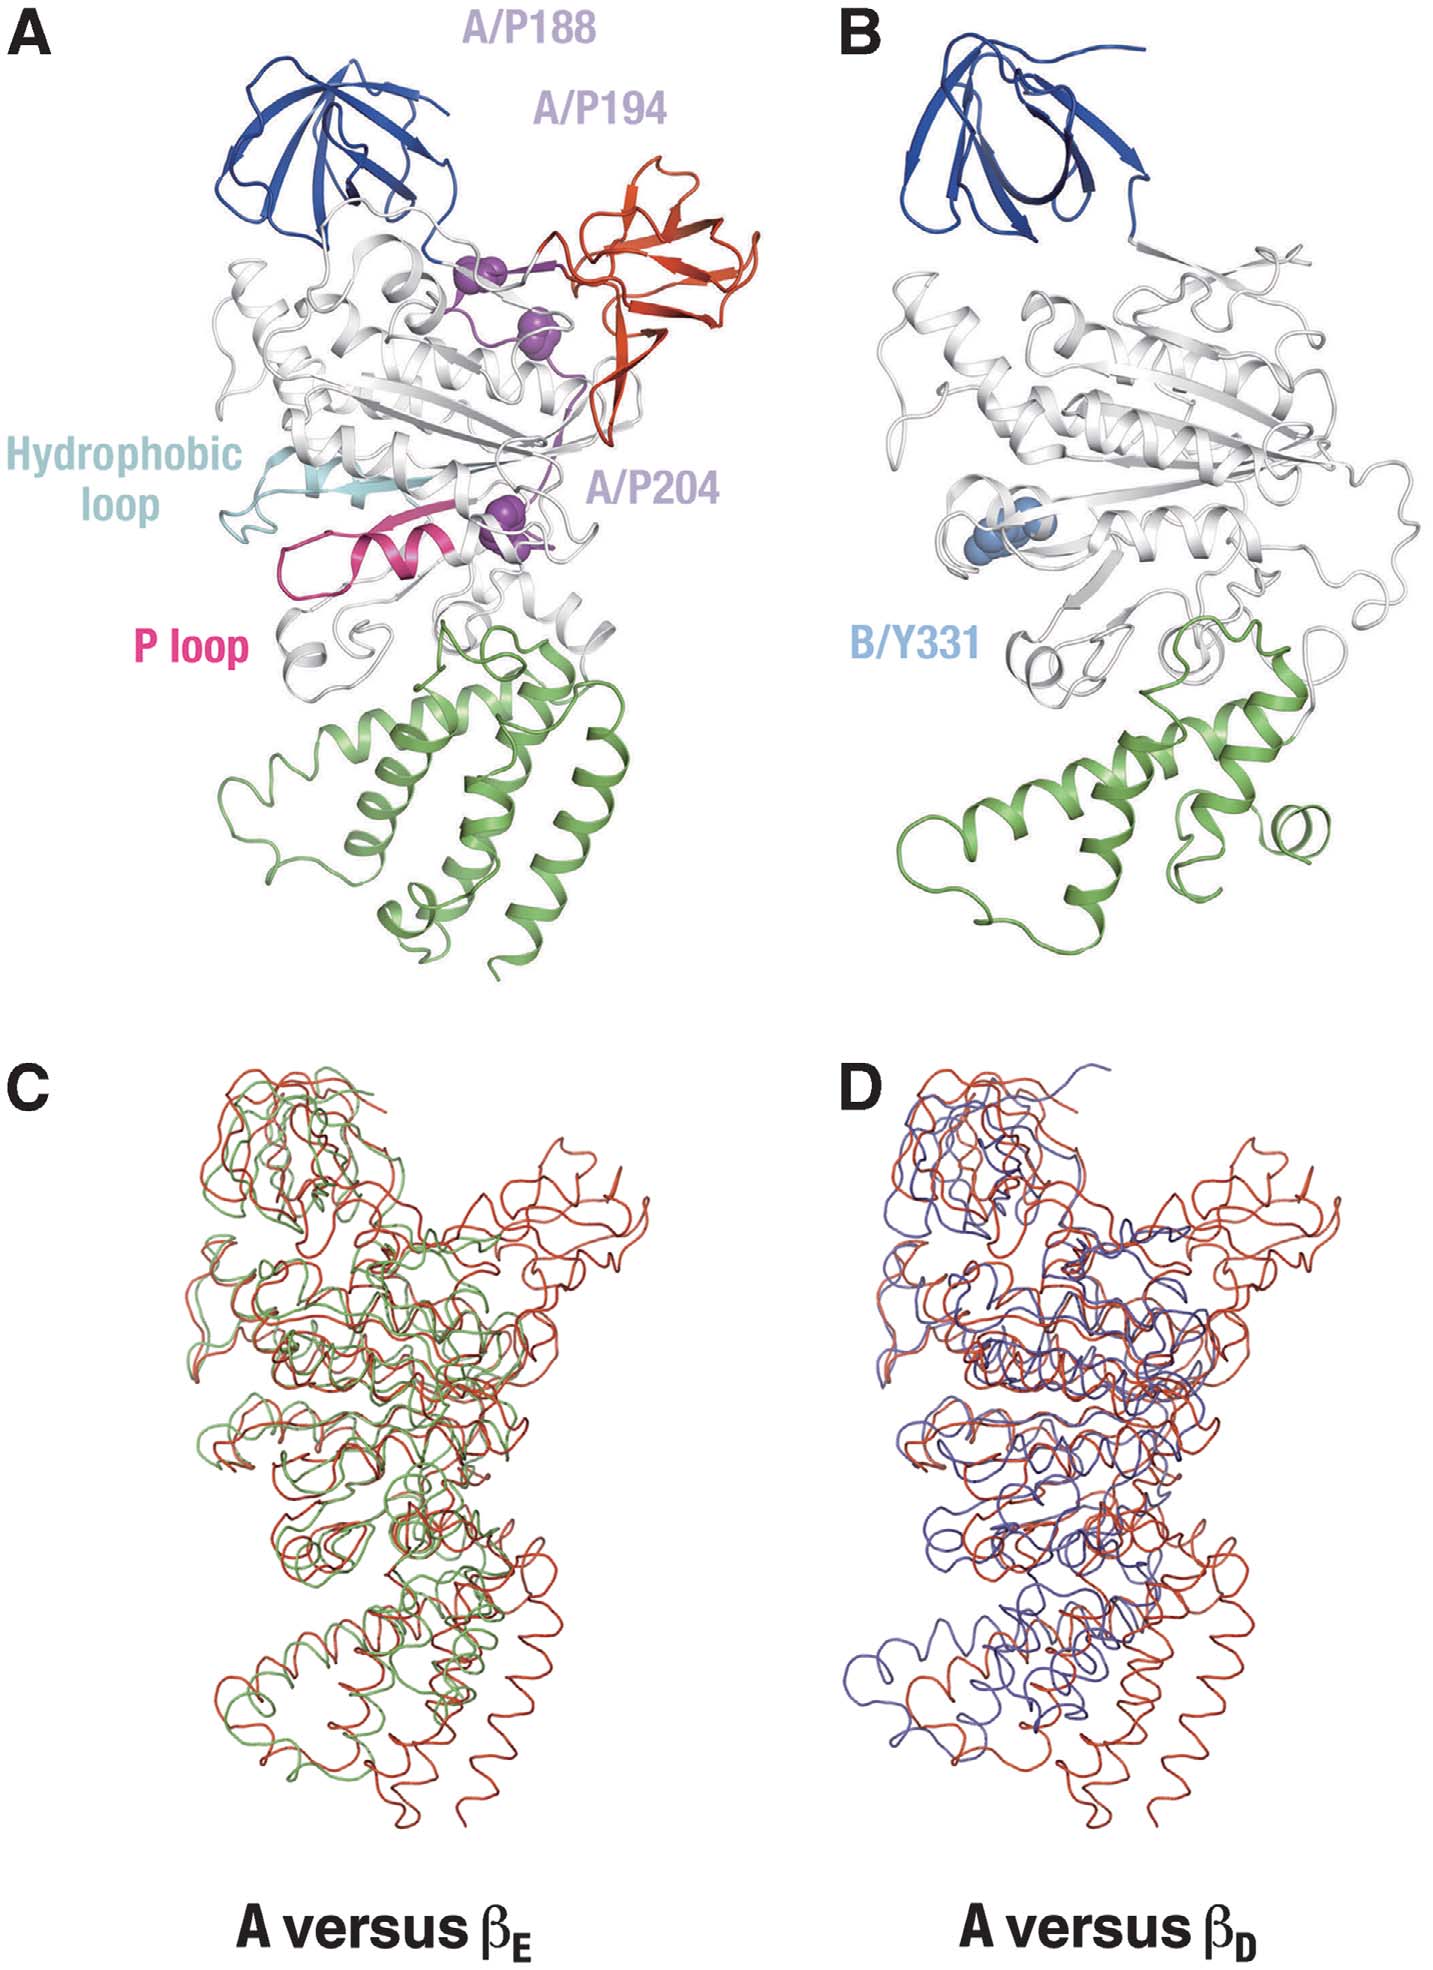 A
B
A/P188
A/P194
Hydrophobic
loop
A/P204
P loop
B/Y331
C
D
A versus βE
A versus βD